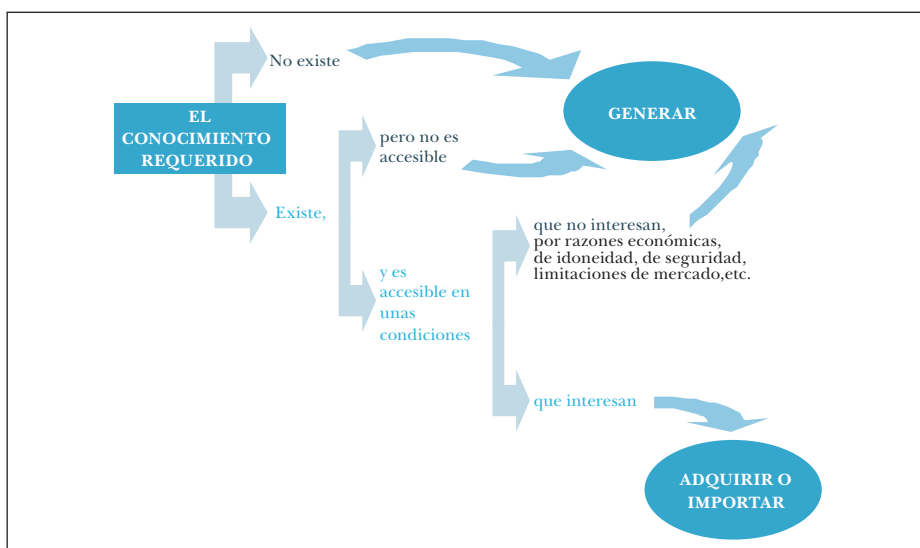 No existe
EL
CONOCIMIENTO
REQUERIDO
GENERAR
pero no es
accesible
Existe,
que no interesan,
por razones económicas,
de idoneidad, de seguridad,
limitaciones de mercado,etc.
y es
accesible en
unas
condiciones
que interesan
ADQUIRIR O
IMPORTAR